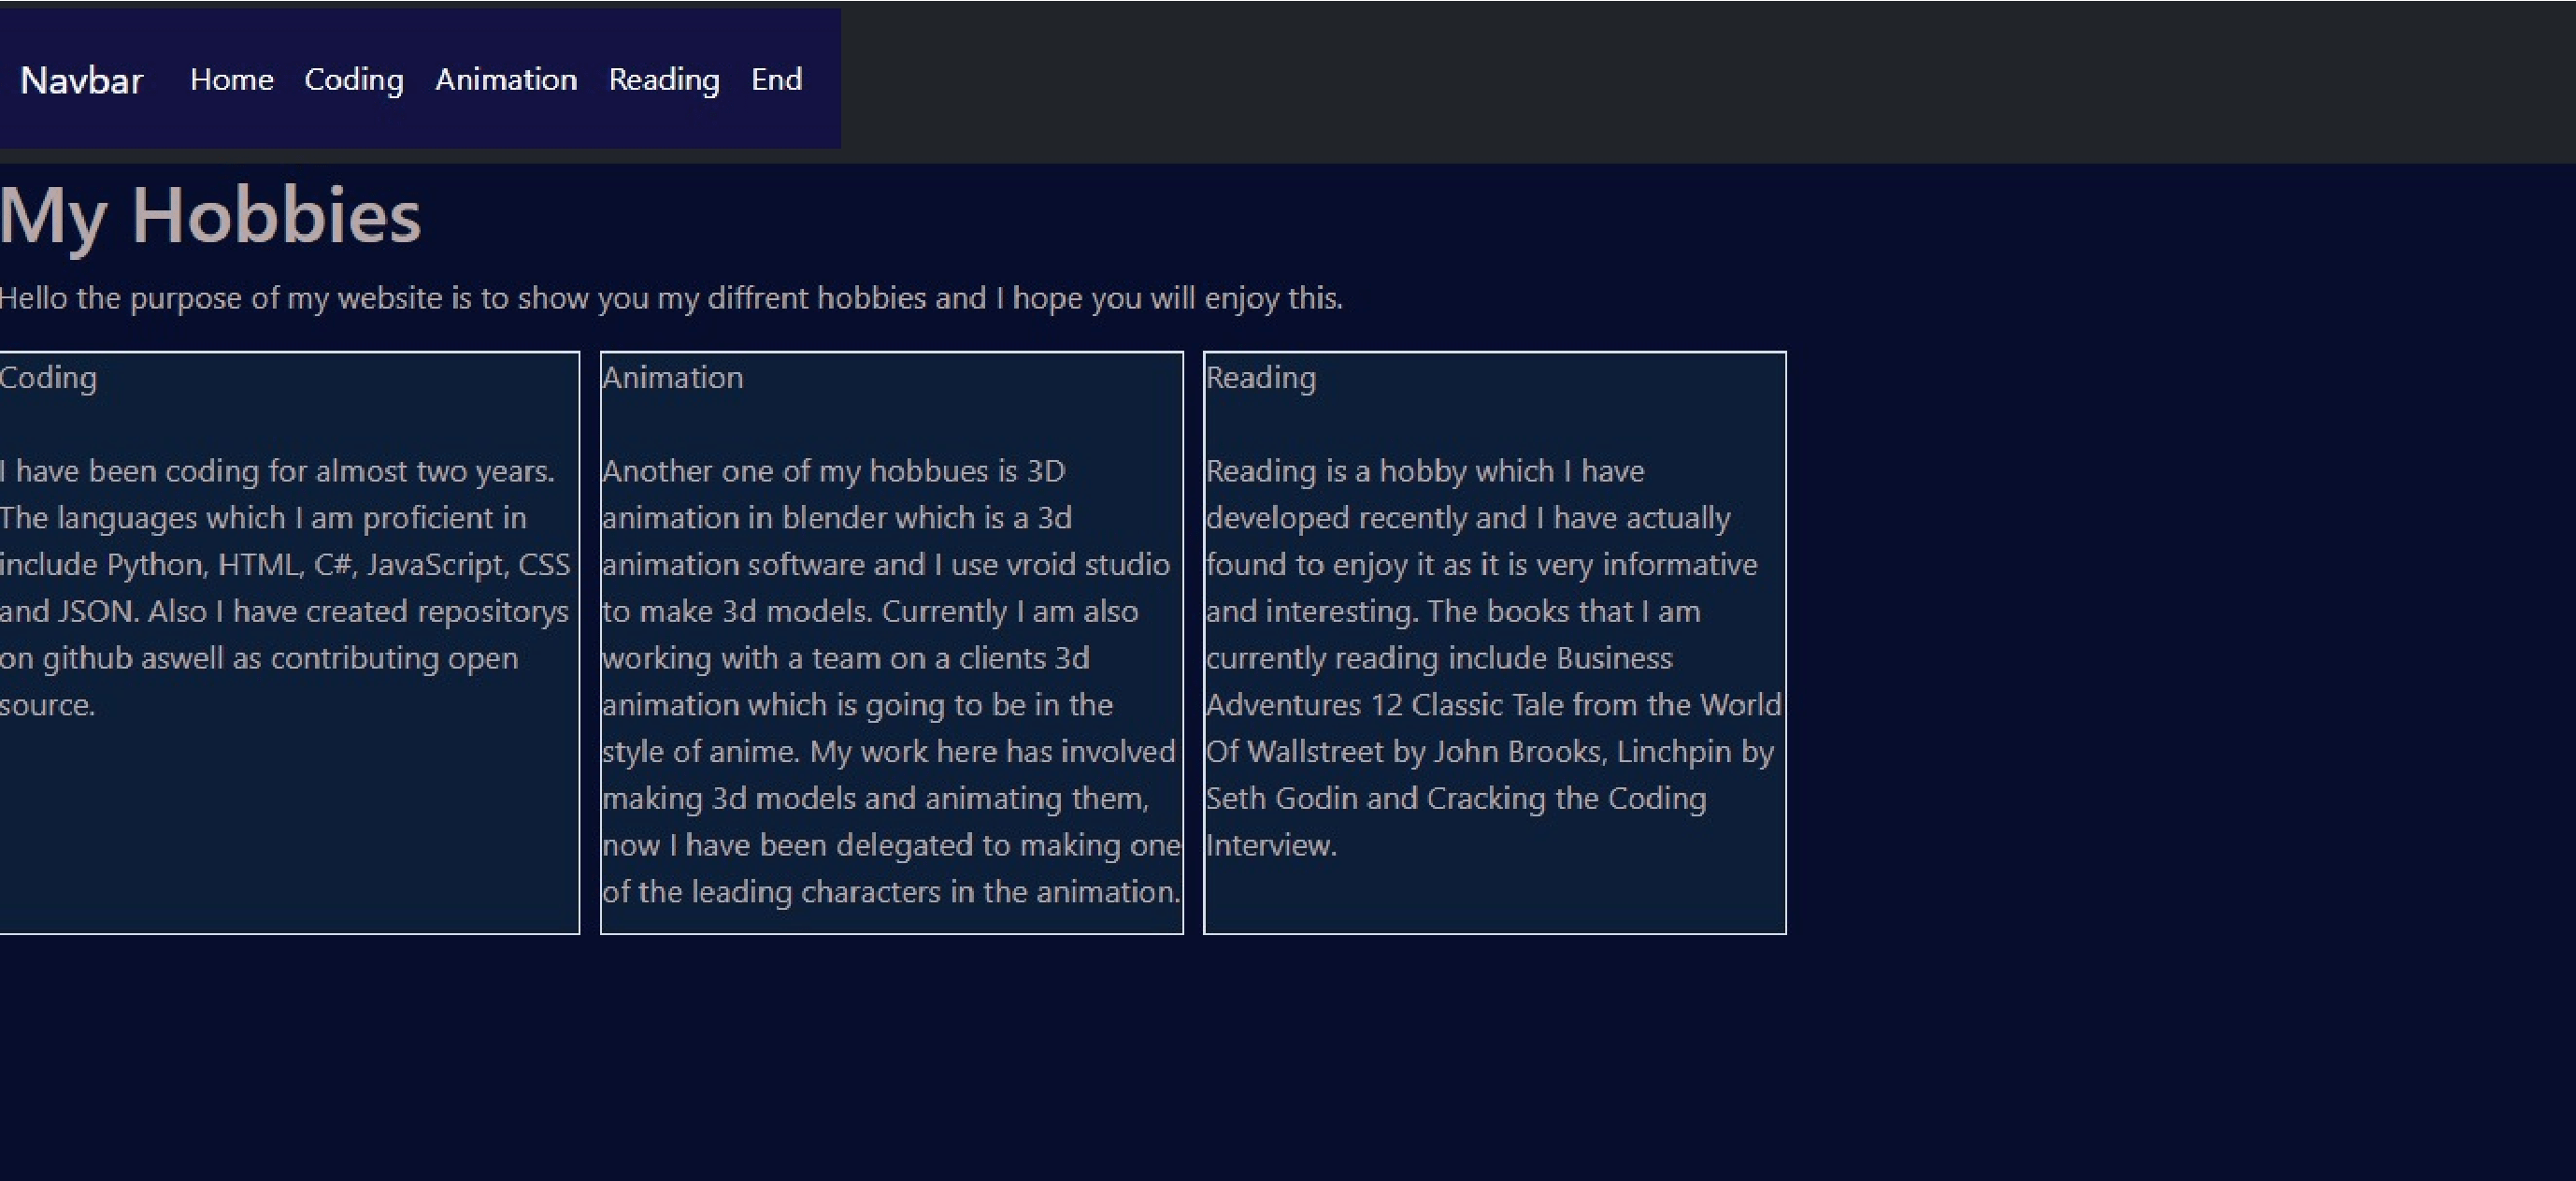 Navbar Home Coding Animation Reading End
My Hobbies
Hello the purpose of my website is to show you my diffrent hobbies and I hope you will enjoy this.
Coding
I have been coding for almost two years.
The languages which I am proficient in
include Python, HTML, C#, JavaScript, CSS
and JSON. Also I have created repositorys
on github aswell as contributing open
source.
Animation
Another one of my hobbues is 3D
animation in blender which is a 3d
animation software and I use vroid studio
to make 3d models. Currently I am also
working with a team on a clients 3d
animation which is going to be in the
style of anime. My work here has involved
making 3d models and animating them,
now I have been delegated to making one
of the leading characters in the animation.
Reading
Reading is a hobby which I have
developed recently and I have actually
found to enjoy it as it is very informative
and interesting. The books that I am
currently reading include Business
Adventures 12 Classic Tale from the World
Of Wallstreet by John Brooks, Linchpin by
Seth Godin and Cracking the Coding
Interview.